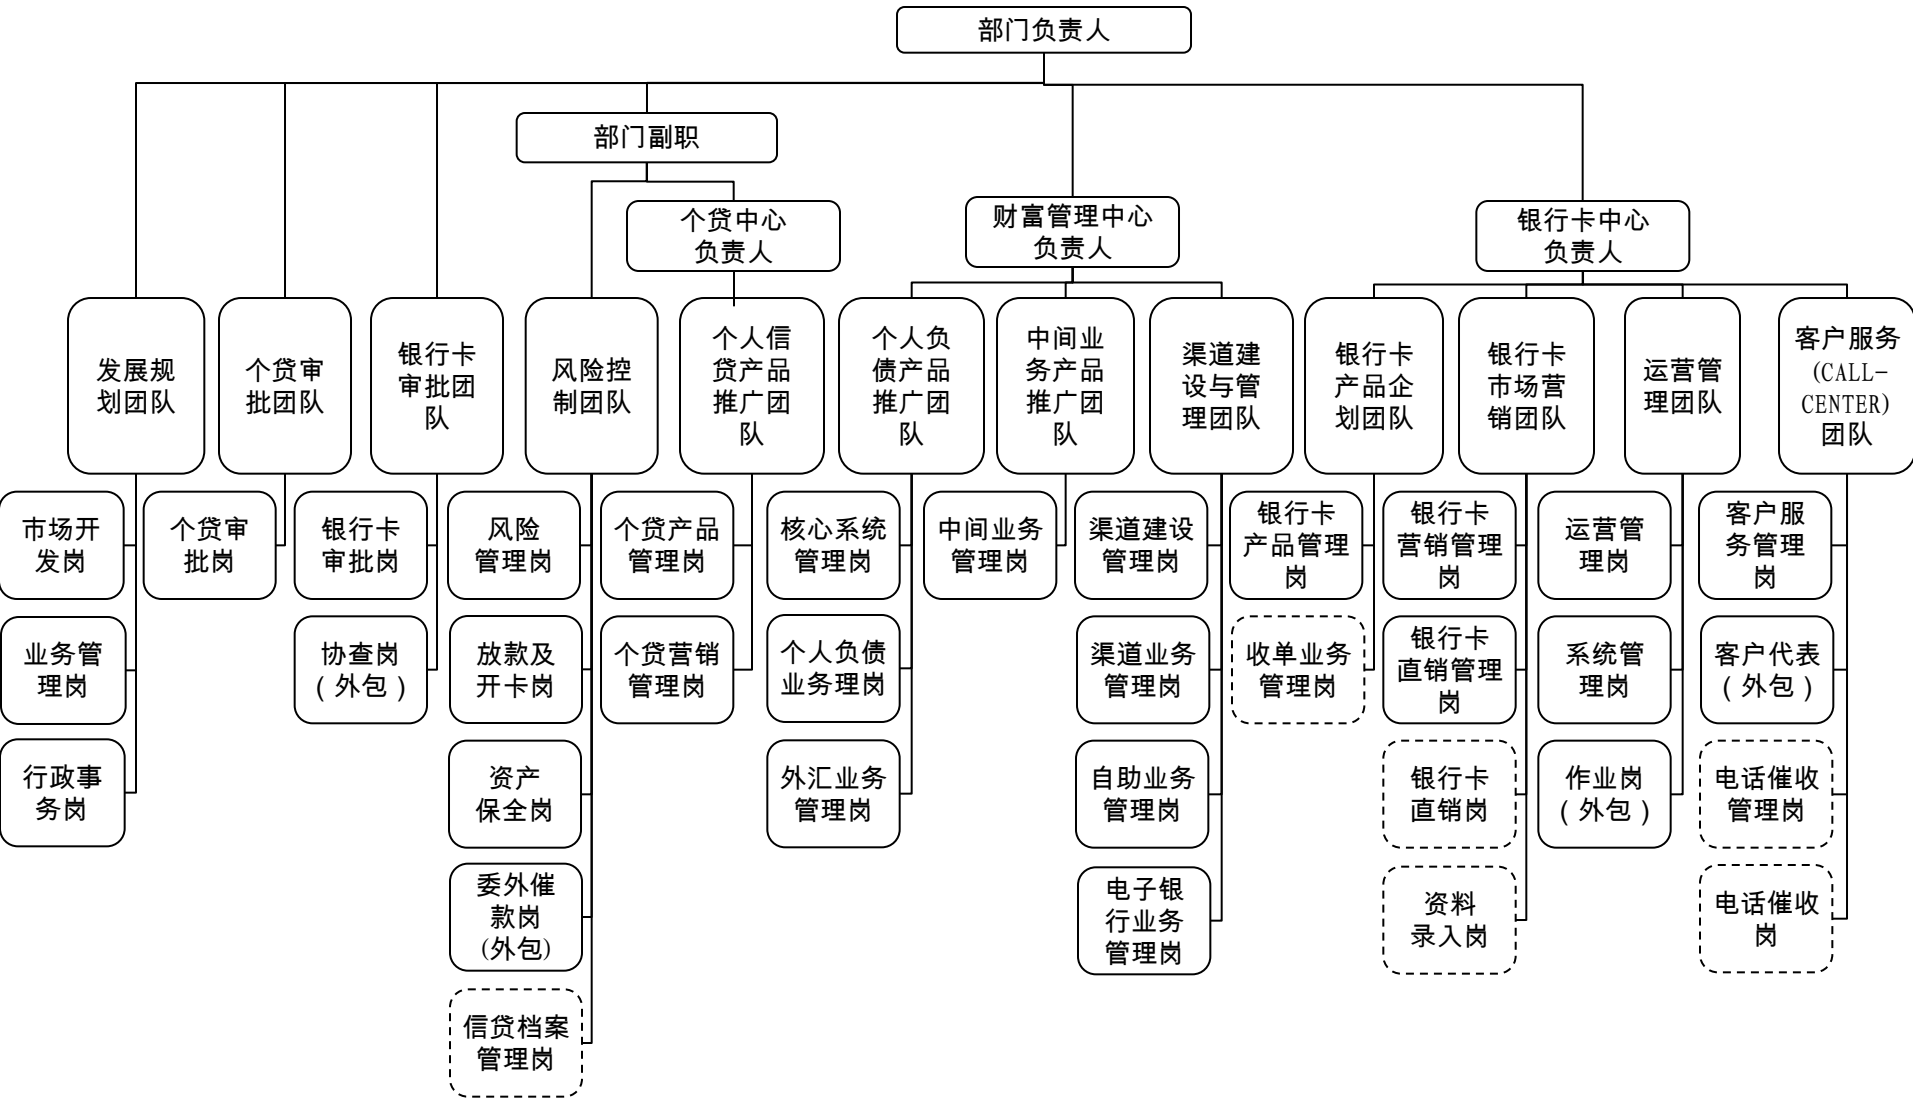 部门负责人
部门副职
个贷中心
负责人
财富管理中心
负责人
银行卡中心
负责人
发展规
划团队
个贷审
批团队
银行卡
审批团
队
风险控
制团队
个人信
贷产品
推广团
队
个人负
债产品
推广团
队
中间业
务产品
推广团
队
渠道建
设与管
理团队
银行卡
产品企
划团队
银行卡
市场营
销团队
运营管
理团队
客户服务
(CALL-
CENTER)
团队
市场开
发岗
个贷审
批岗
银行卡
审批岗
风险
管理岗
个贷产品
管理岗
核心系统
管理岗
中间业务
管理岗
渠道建设
管理岗
银行卡
产品管理
岗
银行卡
营销管理
岗
运营管
理岗
客户服
务管理
岗
业务管
理岗
协查岗
（外包）
放款及
开卡岗
个贷营销
管理岗
个人负债
业务理岗
渠道业务
管理岗
收单业务
管理岗
银行卡
直销管理
岗
系统管
理岗
客户代表
（外包）
行政事
务岗
资产
保全岗
外汇业务
管理岗
自助业务
管理岗
银行卡
直销岗
作业岗
（外包）
电话催收
管理岗
委外催
款岗
(外包)
电子银
行业务
管理岗
资料
录入岗
电话催收
岗
信贷档案
管理岗